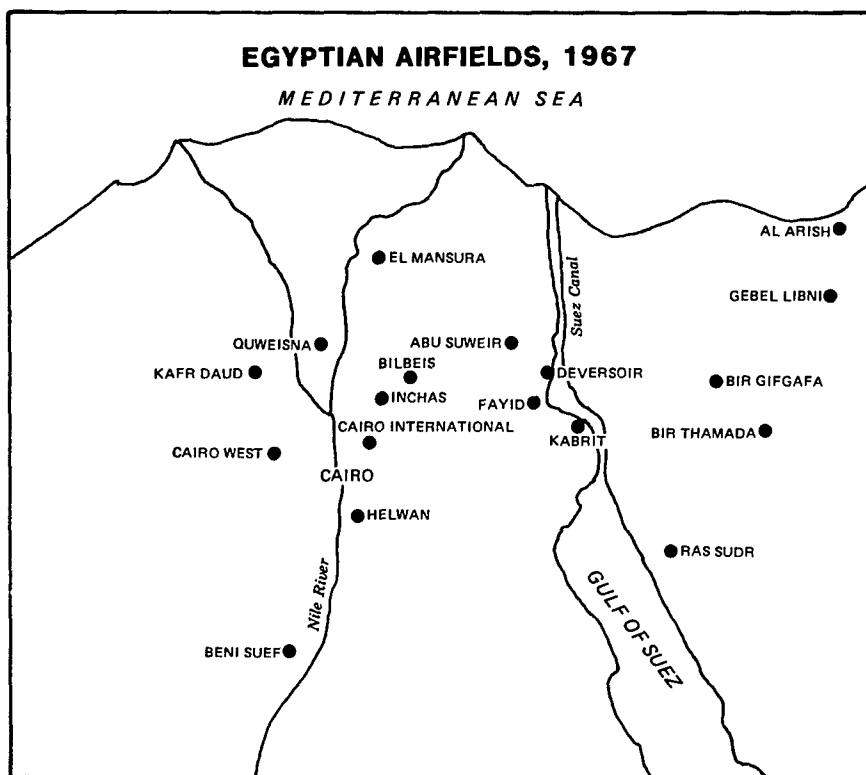 EGYPTIAN AIRFIELDS, 1967
MEDITERRANEAN SEA
AL ARISH
EL MANSURA
GEBEL LIBNI
Suez Canal
QUWEISNA
ABU SUWEIR
BILBEIS
KAFR DAUD
DEVERSOIR
BIR GIFGAFA
INCHAS
FAYID
CAIRO INTERNATIONAL
KABRIT
BIR THAMADA
CAIRO WEST
CAIRO
HELWAN
RAS SUDR
Nile River
GULF OF SUEZ
BENI SUEF